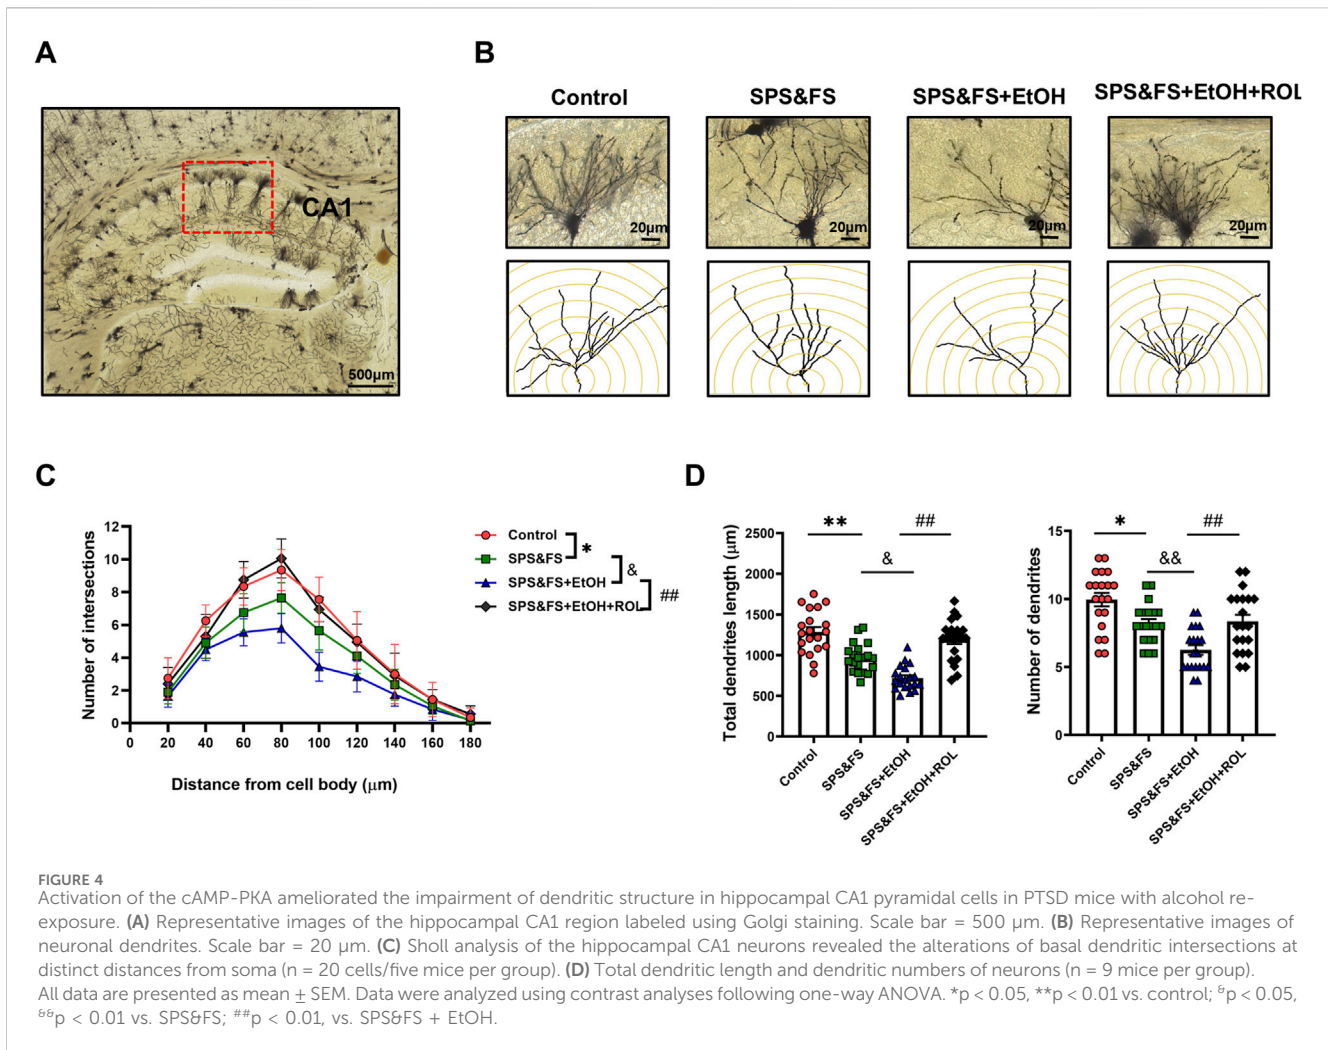 A
CA1
500µm
B
Control
SPS&FS
SPS&FS+EtOH
SPS&FS+EtOH+ROL
20µm
20µm
20µm
20µm
C
Number of intersections
12
10
8
6
4
2
0
0 20 40 60 80 100 120 140 160 180
Distance from cell body (µm)
Control
SPS&FS
SPS&FS+EtOH
SPS&FS+EtOH+ROL
*
&
##
D
Total dendrites length (µm)
2500
2000
1500
1000
500
0
** ##
&
Control
SPS&FS
SPS&FS+EtOH
SPS&FS+EtOH+ROL
Number of dendrites
15
10
5
0
* ##
&&
Control
SPS&FS
SPS&FS+EtOH
SPS&FS+EtOH+ROL
FIGURE 4
Activation of the cAMP-PKA ameliorated the impairment of dendritic structure in hippocampal CA1 pyramidal cells in PTSD mice with alcohol re-
exposure. (A) Representative images of the hippocampal CA1 region labeled using Golgi staining. Scale bar = 500 µm. (B) Representative images of
neuronal dendrites. Scale bar = 20 µm. (C) Sholl analysis of the hippocampal CA1 neurons revealed the alterations of basal dendritic intersections at
distinct distances from soma (n = 20 cells/five mice per group). (D) Total dendritic length and dendritic numbers of neurons (n = 9 mice per group).
All data are presented as mean ± SEM. Data were analyzed using contrast analyses following one-way ANOVA. *p < 0.05, **p < 0.01 vs. control; &p < 0.05,
&&p < 0.01 vs. SPS&FS; ##p < 0.01, vs. SPS&FS + EtOH.